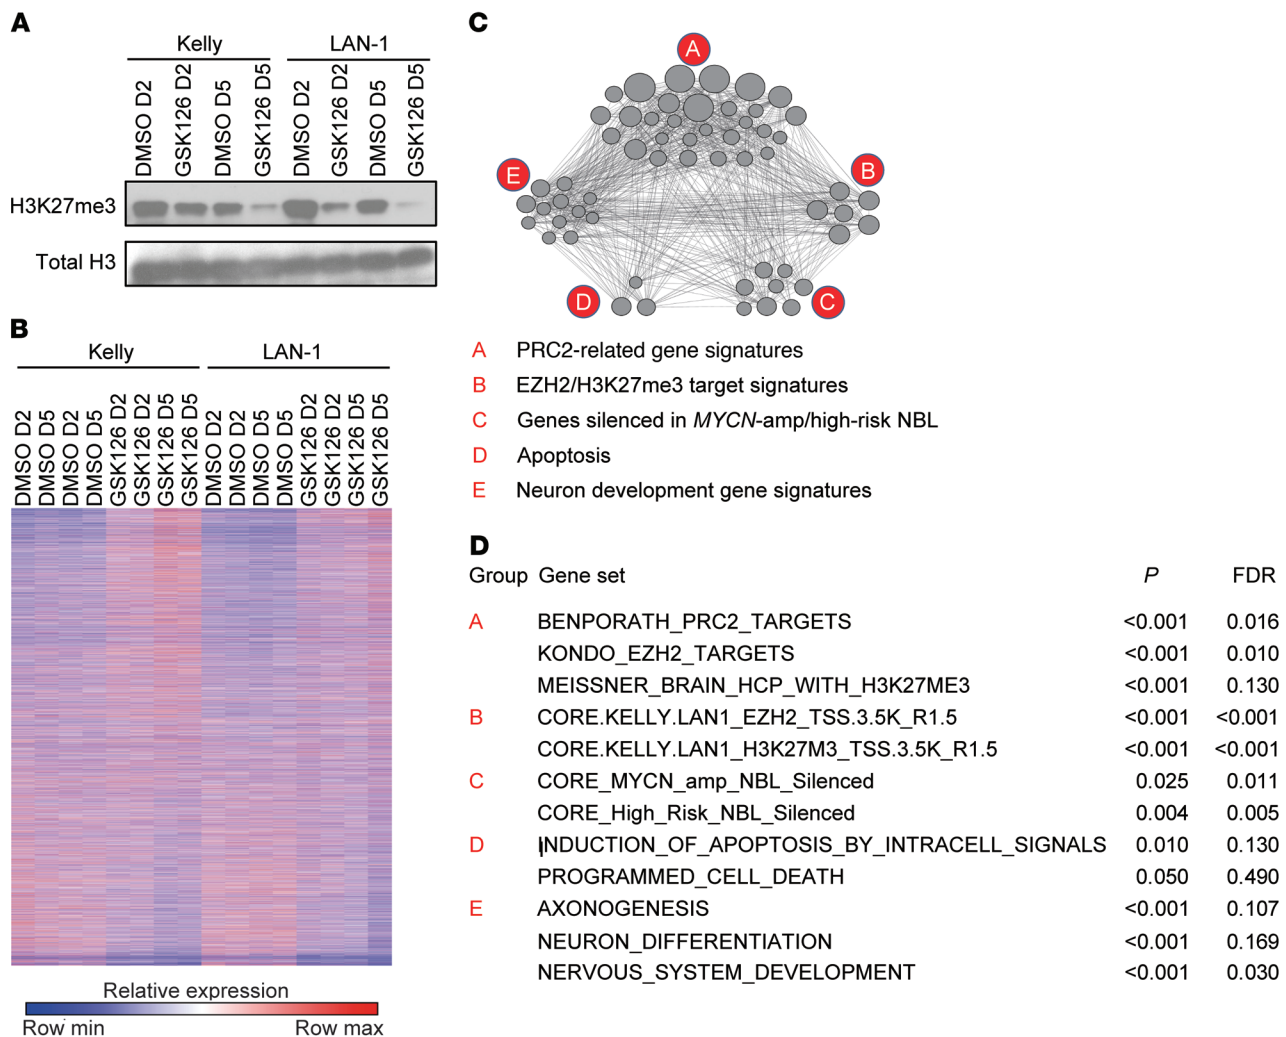 A
Kelly LAN-1
DMSO D2
GSK126 D2
DMSO D5
GSK126 D5
DMSO D2
GSK126 D2
DMSO D5
GSK126 D5
H3K27me3
Total H3
B
Kelly LAN-1
DMSO D2
DMSO D5
DMSO D2
DMSO D5
GSK126 D2
GSK126 D2
GSK126 D5
GSK126 D5
DMSO D2
DMSO D2
DMSO D5
DMSO D5
GSK126 D2
GSK126 D2
GSK126 D5
GSK126 D5
Relative expression
Row min Row max
C
A
E
B
D
C
A PRC2-related gene signatures
B EZH2/H3K27me3 target signatures
C Genes silenced in MYCN-amp/high-risk NBL
D Apoptosis
E Neuron development gene signatures
D
Group Gene set P FDR
A BENPORATH_PRC2_TARGETS <0.001 0.016
KONDO_EZH2_TARGETS <0.001 0.010
MEISSNER_BRAIN_HCP_WITH_H3K27ME3 <0.001 0.130
B CORE.KELLY.LAN1_EZH2_TSS.3.5K_R1.5 <0.001 <0.001
CORE.KELLY.LAN1_H3K27M3_TSS.3.5K_R1.5 <0.001 <0.001
C CORE_MYCN_amp_NBL_Silenced 0.025 0.011
CORE_High_Risk_NBL_Silenced 0.004 0.005
D INDUCTION_OF_APOPTOSIS_BY_INTRACELL_SIGNALS 0.010 0.130
PROGRAMMED_CELL_DEATH 0.050 0.490
E AXONOGENESIS <0.001 0.107
NEURON_DIFFERENTIATION <0.001 0.169
NERVOUS_SYSTEM_DEVELOPMENT <0.001 0.030